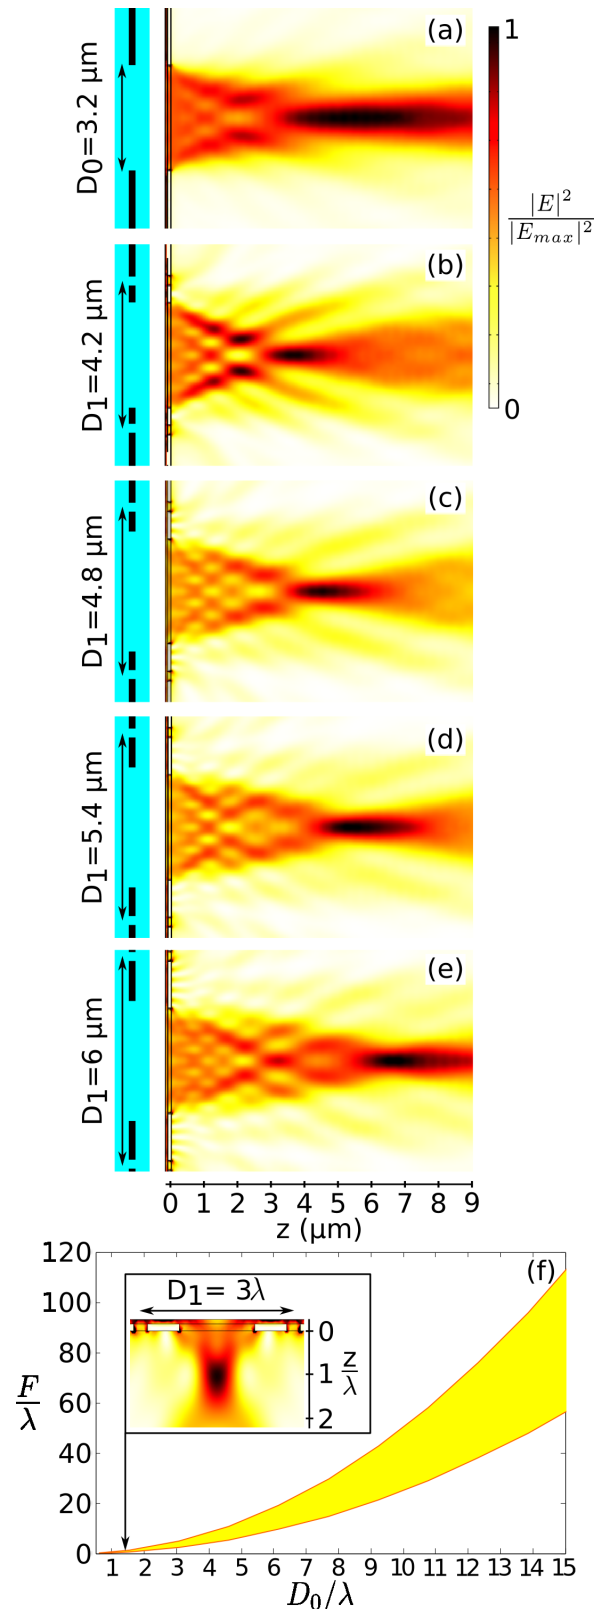 (a)
D0=3.2 µm
1
|E|²
|Emax|²
0
(b)
D1=4.2 µm
(c)
D1=4.8 µm
(d)
D1=5.4 µm
(e)
D1=6 µm
0 1 2 3 4 5 6 7 8 9
z (µm)
(f)
120
100
80
60
40
20
0
F
λ
D1= 3λ
0
1
2
z
λ
1 2 3 4 5 6 7 8 9 10 11 12 13 14 15
D0/λ